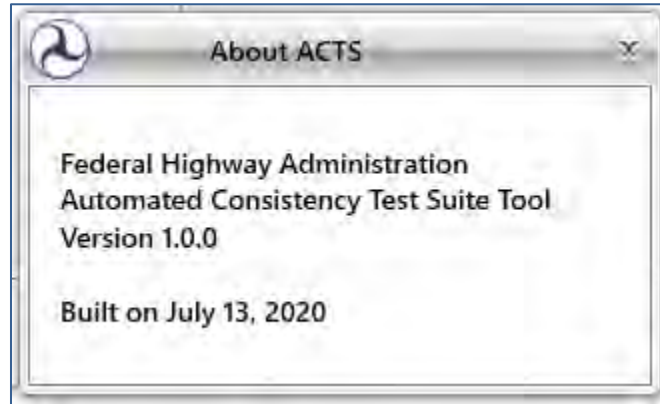 About ACTS
x
Federal Highway Administration
Automated Consistency Test Suite Tool
Version 1.0.0
Built on July 13, 2020